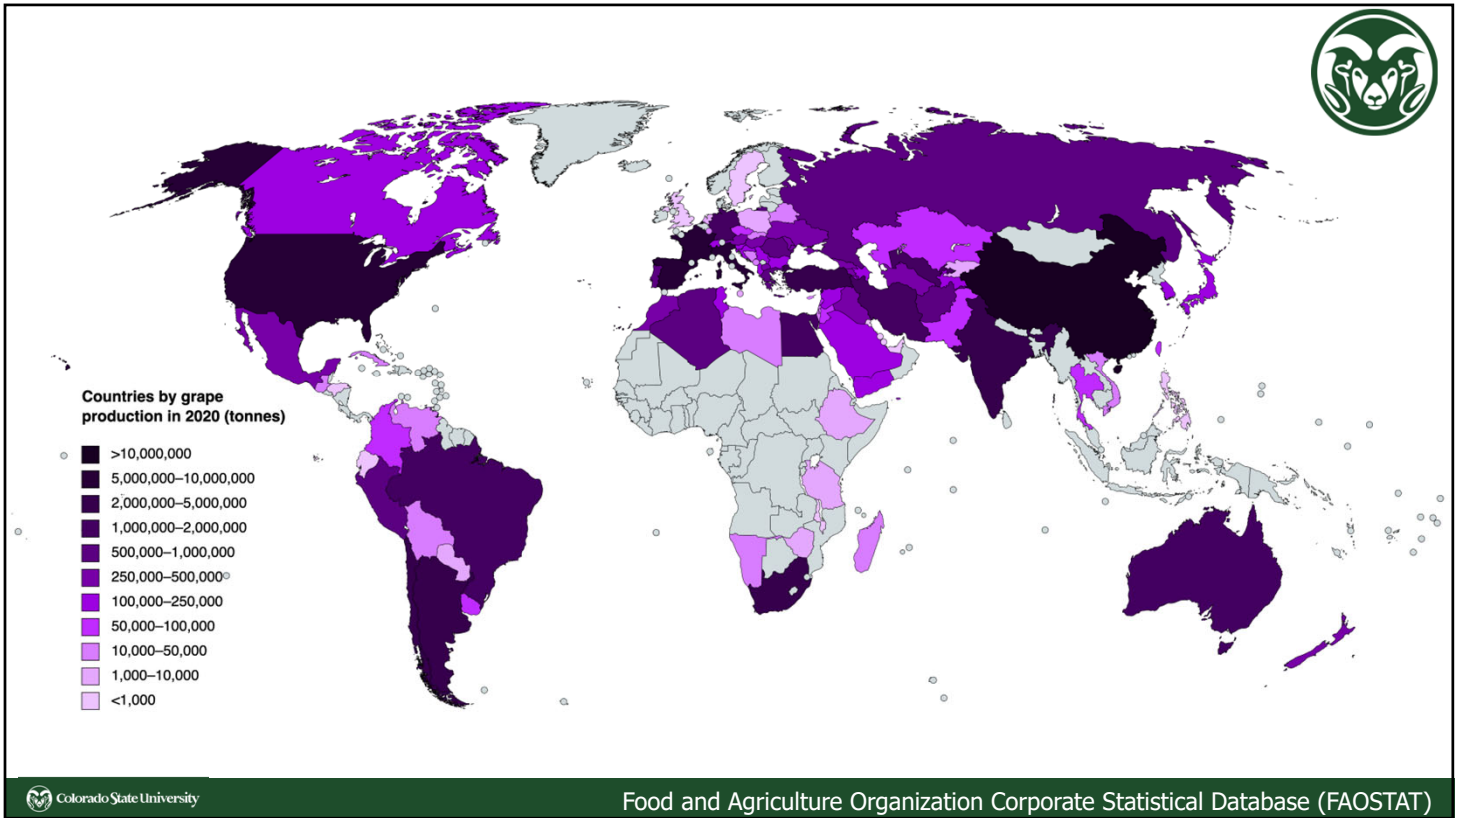 Countries by grape
production in 2020 (tonnes)
>10,000,000
5,000,000–10,000,000
2,000,000–5,000,000
1,000,000–2,000,000
500,000–1,000,000
250,000–500,000
100,000–250,000
50,000–100,000
10,000–50,000
1,000–10,000
<1,000
Colorado State University
Food and Agriculture Organization Corporate Statistical Database (FAOSTAT)